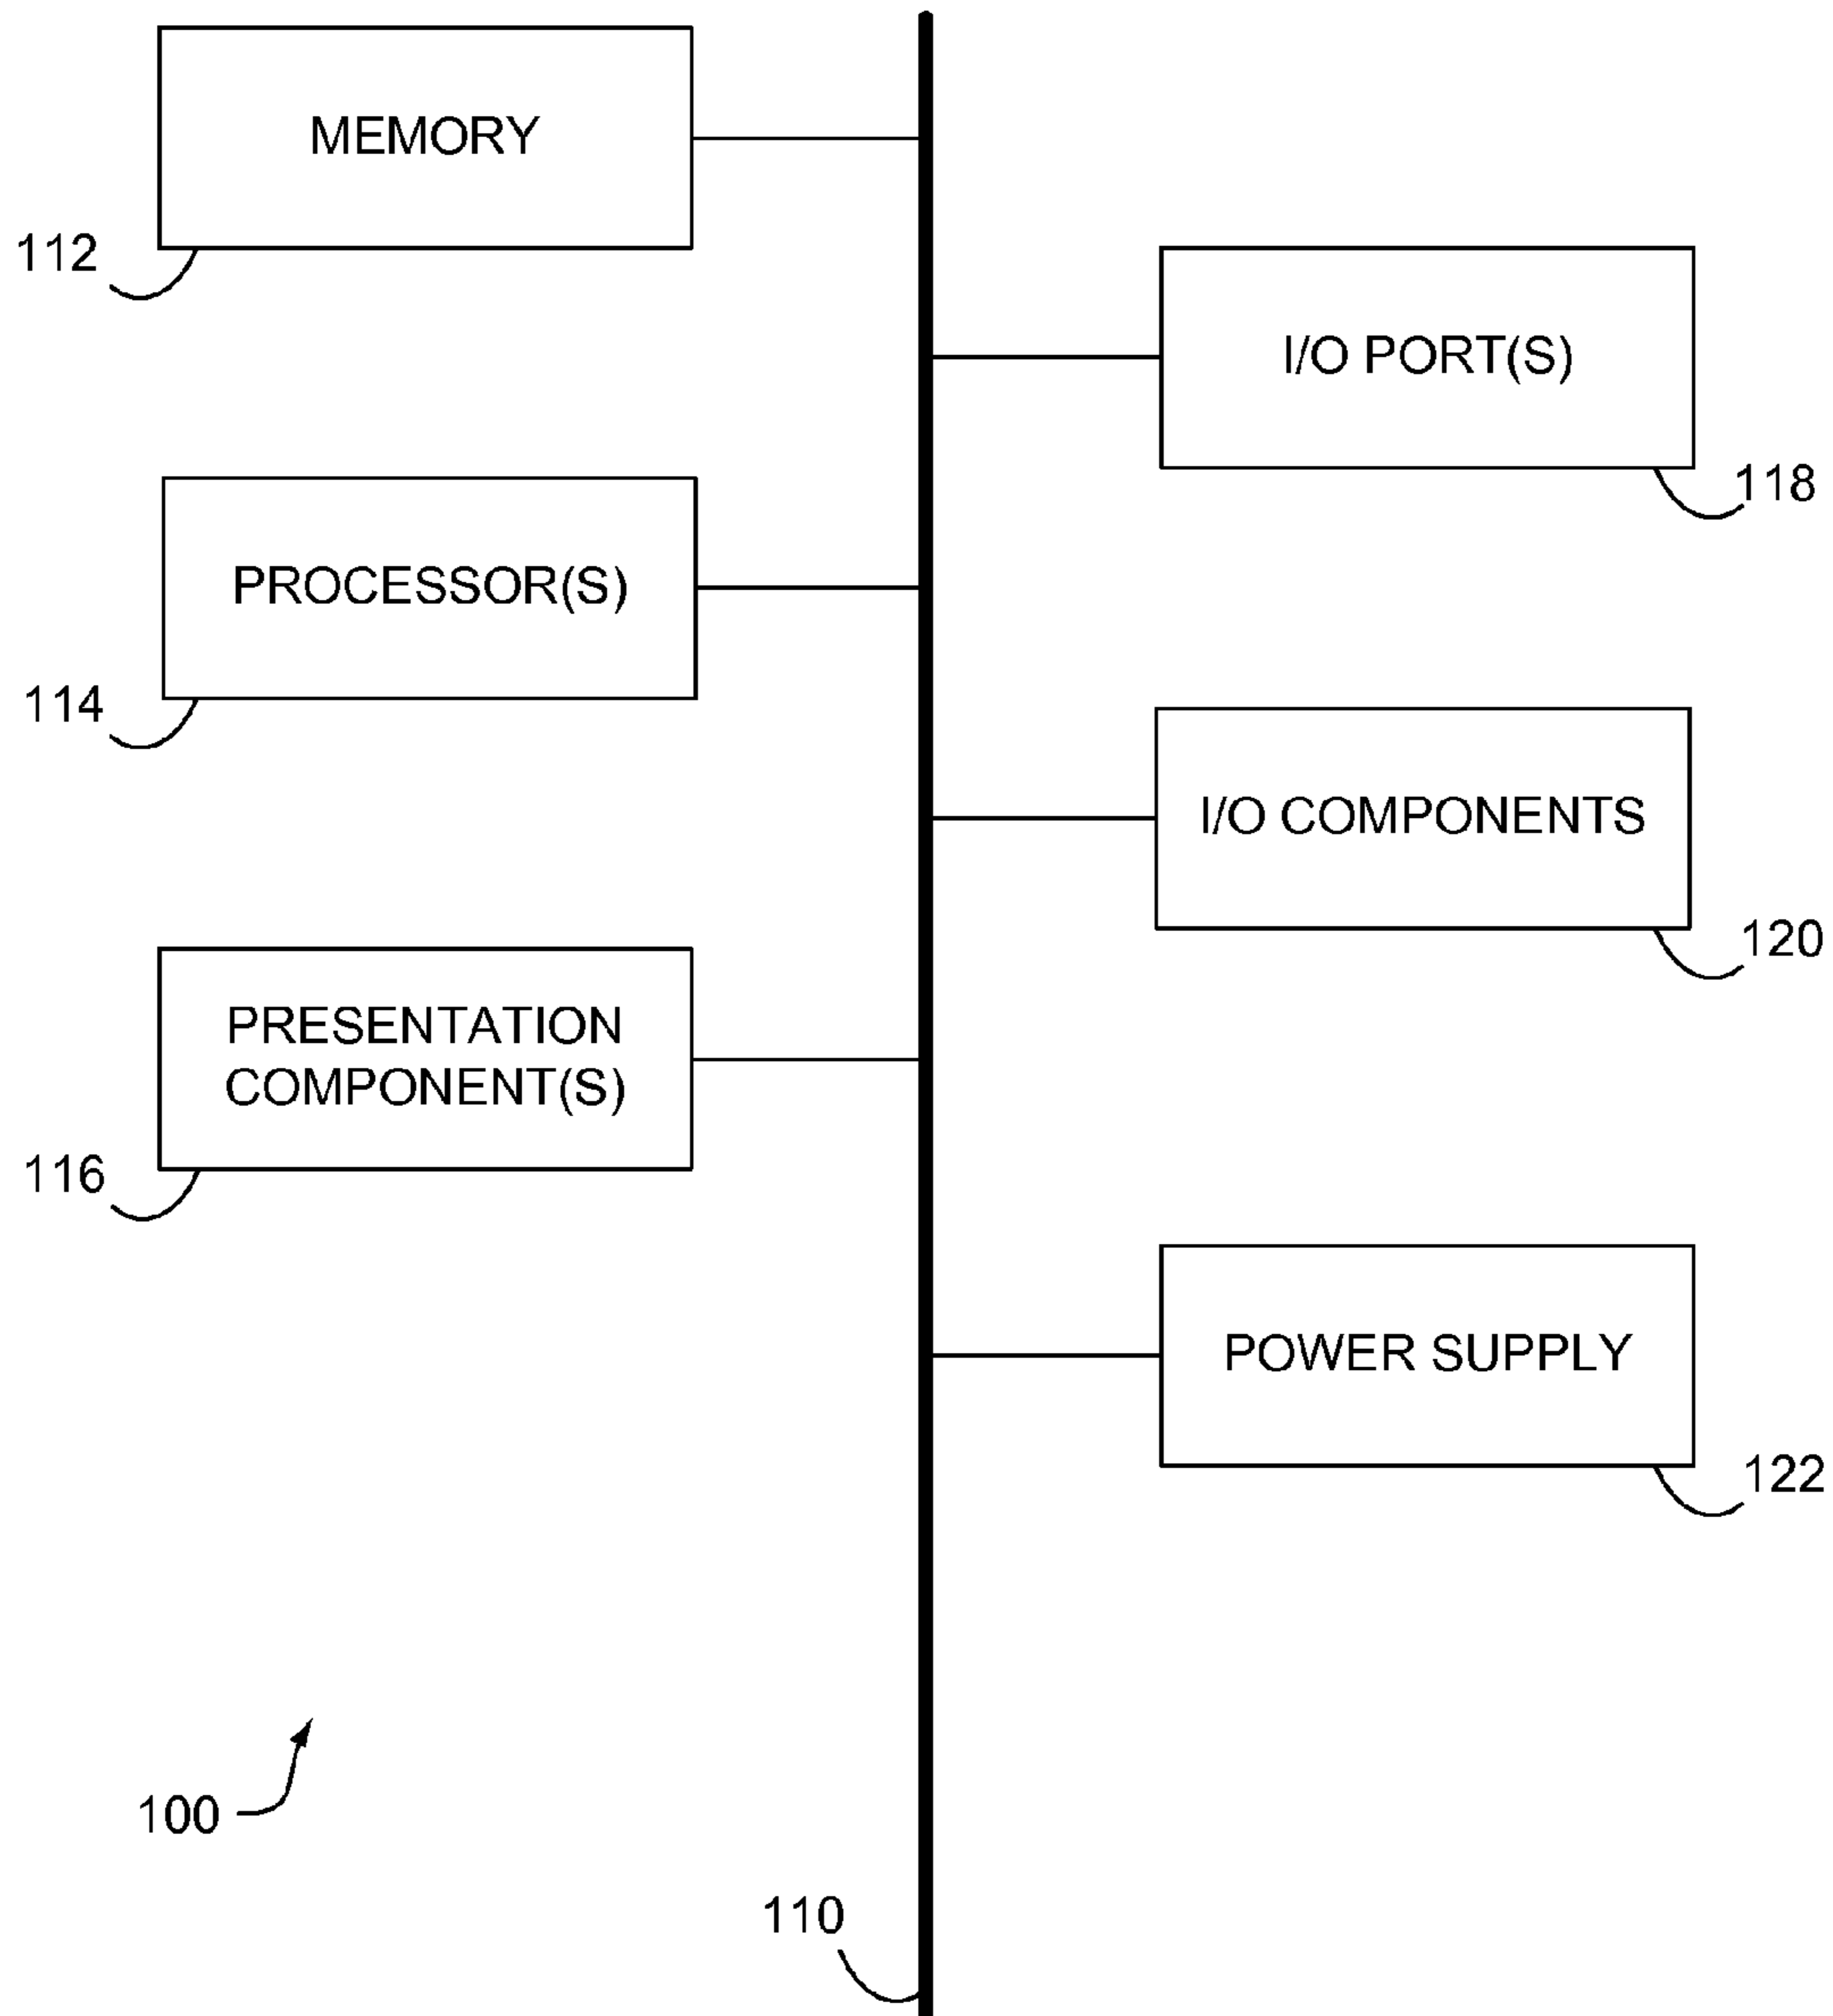 MEMORY
112
I/O PORT(S)
118
PROCESSOR(S)
114
I/O COMPONENTS
120
PRESENTATION
COMPONENT(S)
116
POWER SUPPLY
122
100
110